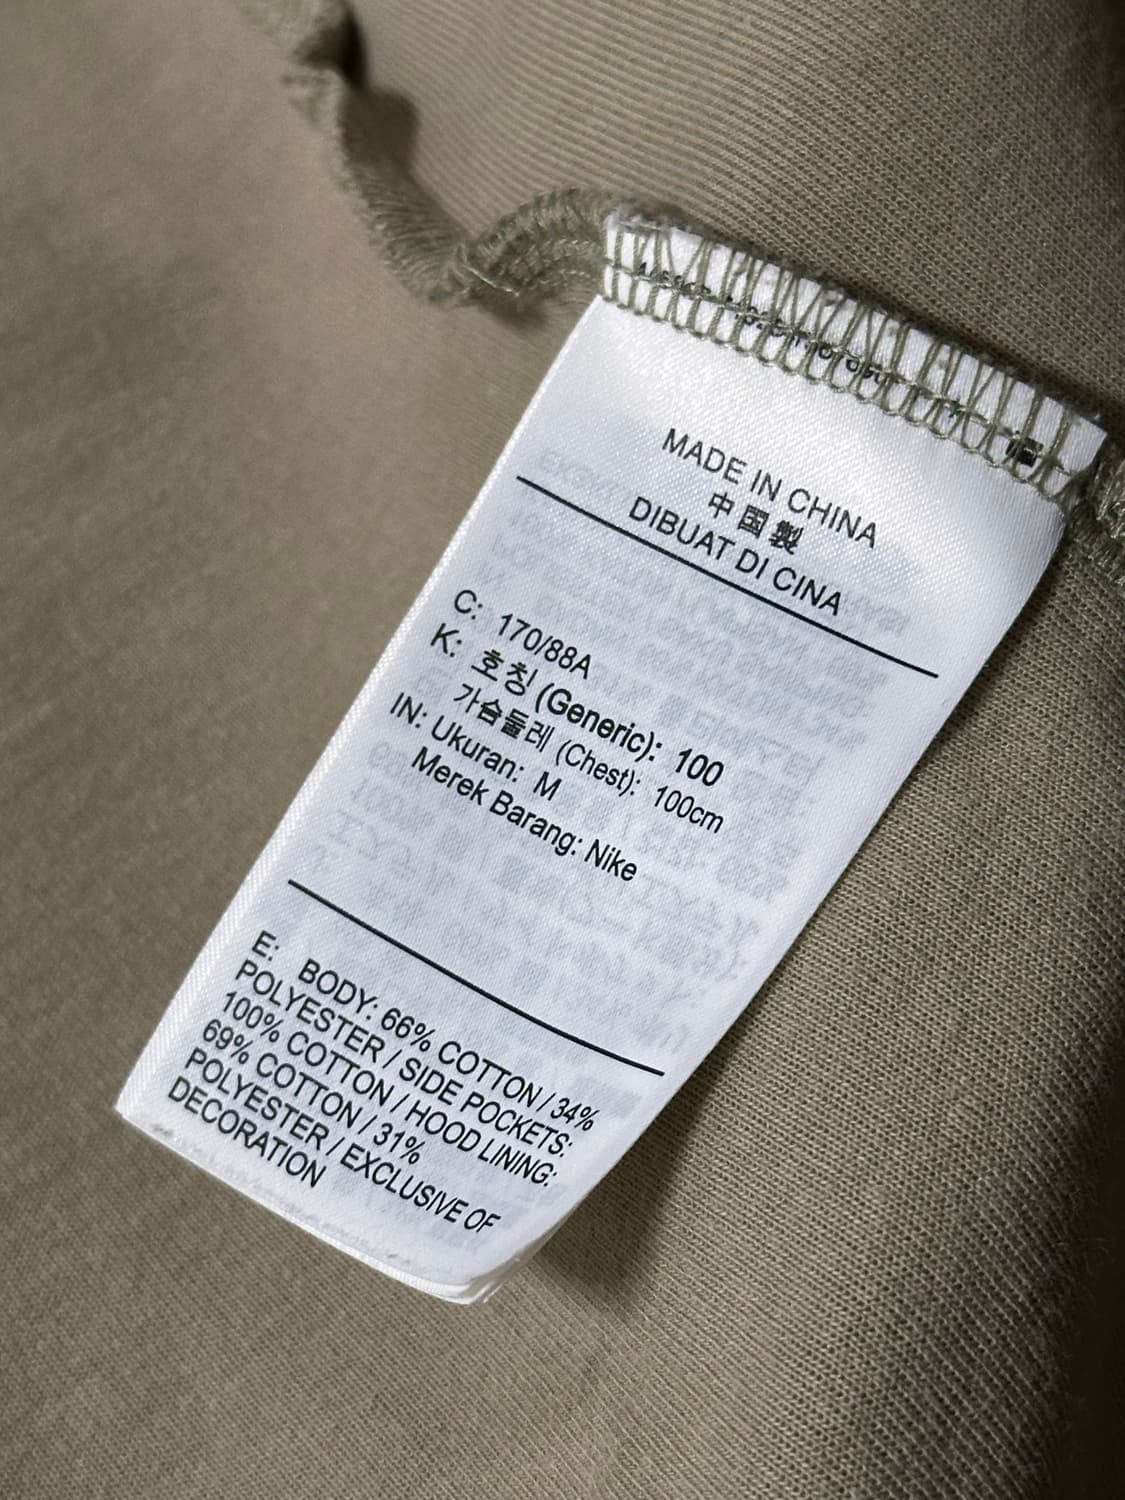 MADE IN CHINA
中国製
DIBUAT DI CINA
C: 170/88A
K: 호칭 (Generic): 100
가슴둘레 (Chest): 100cm
IN: Ukuran: M
Merek Barang: Nike
E: BODY: 66% COTTON / 34%
POLYESTER / SIDE POCKETS:
100% COTTON / HOOD LINING:
69% COTTON / 31%
POLYESTER / EXCLUSIVE OF
DECORATION